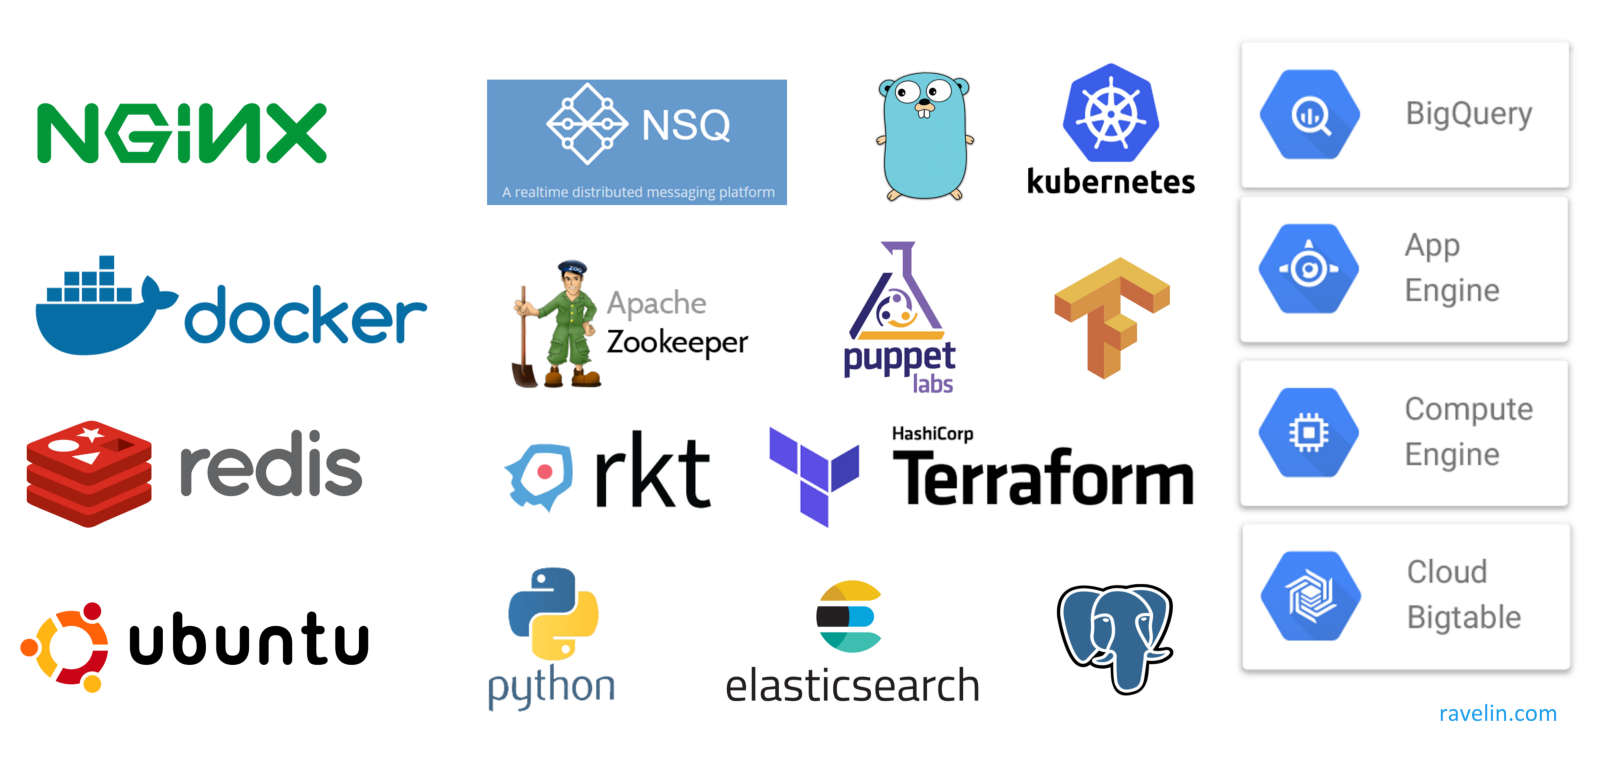 NGINX
NSQ
A realtime distributed messaging platform
kubernetes
BigQuery
docker
ZOO
Apache
Zookeeper
puppet
labs
App
Engine
redis
rkt
HashiCorp
Terraform
Compute
Engine
ubuntu
python
elasticsearch
Cloud
Bigtable
ravelin.com